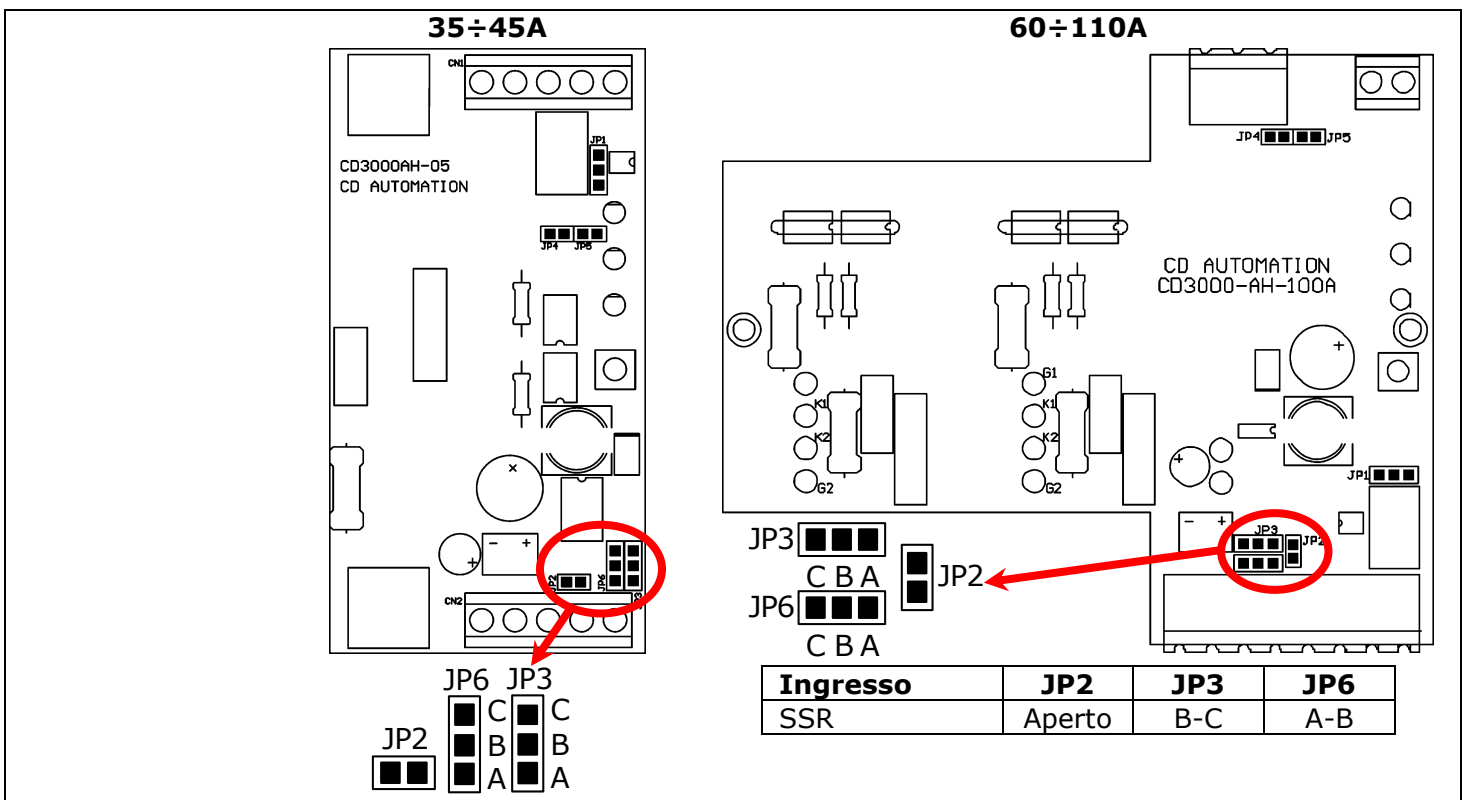 35÷45A
60÷110A
CN1
JP1
CD3000AH-05
CD AUTOMATION
JP4 JP5
JP2
JP6
JP3
CN2
JP6 JP3
C C
JP2 B B
A A
JP4 JP5
CD AUTOMATION
CD3000-AH-100A
G1
K1 K1
K2 K2
G2 G2
JP1
JP3
JP2
JP3
C B A
JP2
JP6
C B A
Ingresso JP2 JP3 JP6
SSR Aperto B-C A-B